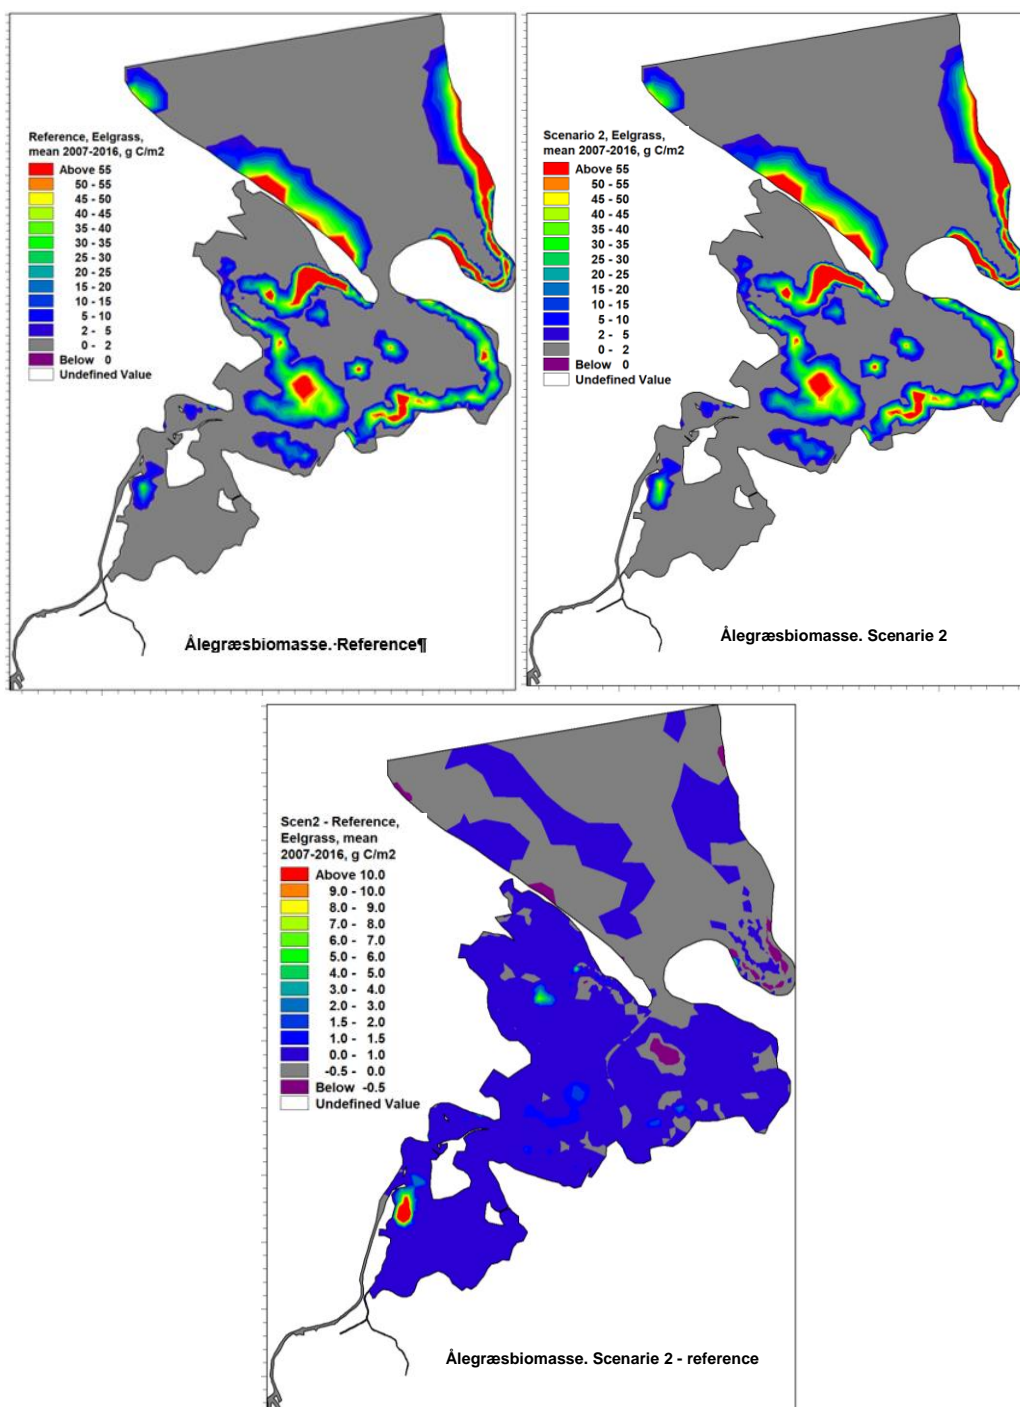 Reference, Eelgrass,
mean 2007-2016, g C/m2
Above 55
50 - 55
45 - 50
40 - 45
35 - 40
30 - 35
25 - 30
20 - 25
15 - 20
10 - 15
5 - 10
2 - 5
0 - 2
Below 0
Undefined Value
Ålegræsbiomasse.·Reference¶
Scenario 2, Eelgrass,
mean 2007-2016, g C/m2
Above 55
50 - 55
45 - 50
40 - 45
35 - 40
30 - 35
25 - 30
20 - 25
15 - 20
10 - 15
5 - 10
2 - 5
0 - 2
Below 0
Undefined Value
Ålegræsbiomasse. Scenarie 2
Scen2 - Reference,
Eelgrass, mean
2007-2016, g C/m2
Above 10.0
9.0 - 10.0
8.0 - 9.0
7.0 - 8.0
6.0 - 7.0
5.0 - 6.0
4.0 - 5.0
3.0 - 4.0
2.0 - 3.0
1.5 - 2.0
1.0 - 1.5
0.0 - 1.0
-0.5 - 0.0
Below -0.5
Undefined Value
Ålegræsbiomasse. Scenarie 2 - reference